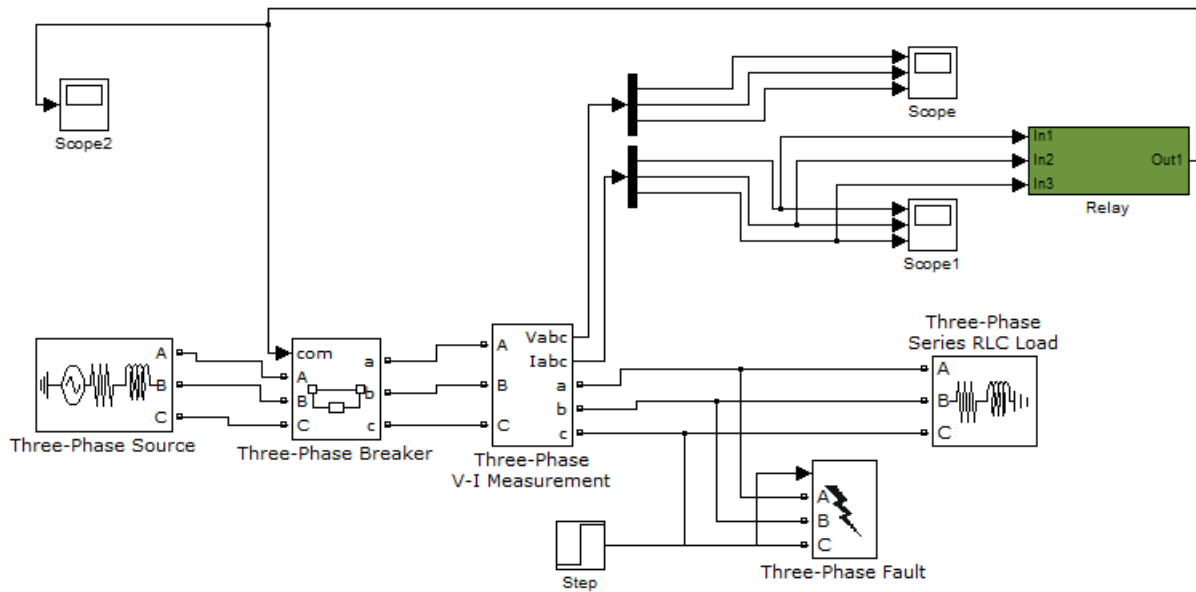 Scope2
Scope
In1
In2
In3
Out1
Relay
Scope1
A
B
C
Three-Phase Source
com
A
B
C
a
b
c
Three-Phase Breaker
A
B
C
Vabc
Iabc
a
b
c
Three-Phase
V-I Measurement
Three-Phase
Series RLC Load
A
B
C
A
B
C
Three-Phase Fault
Step